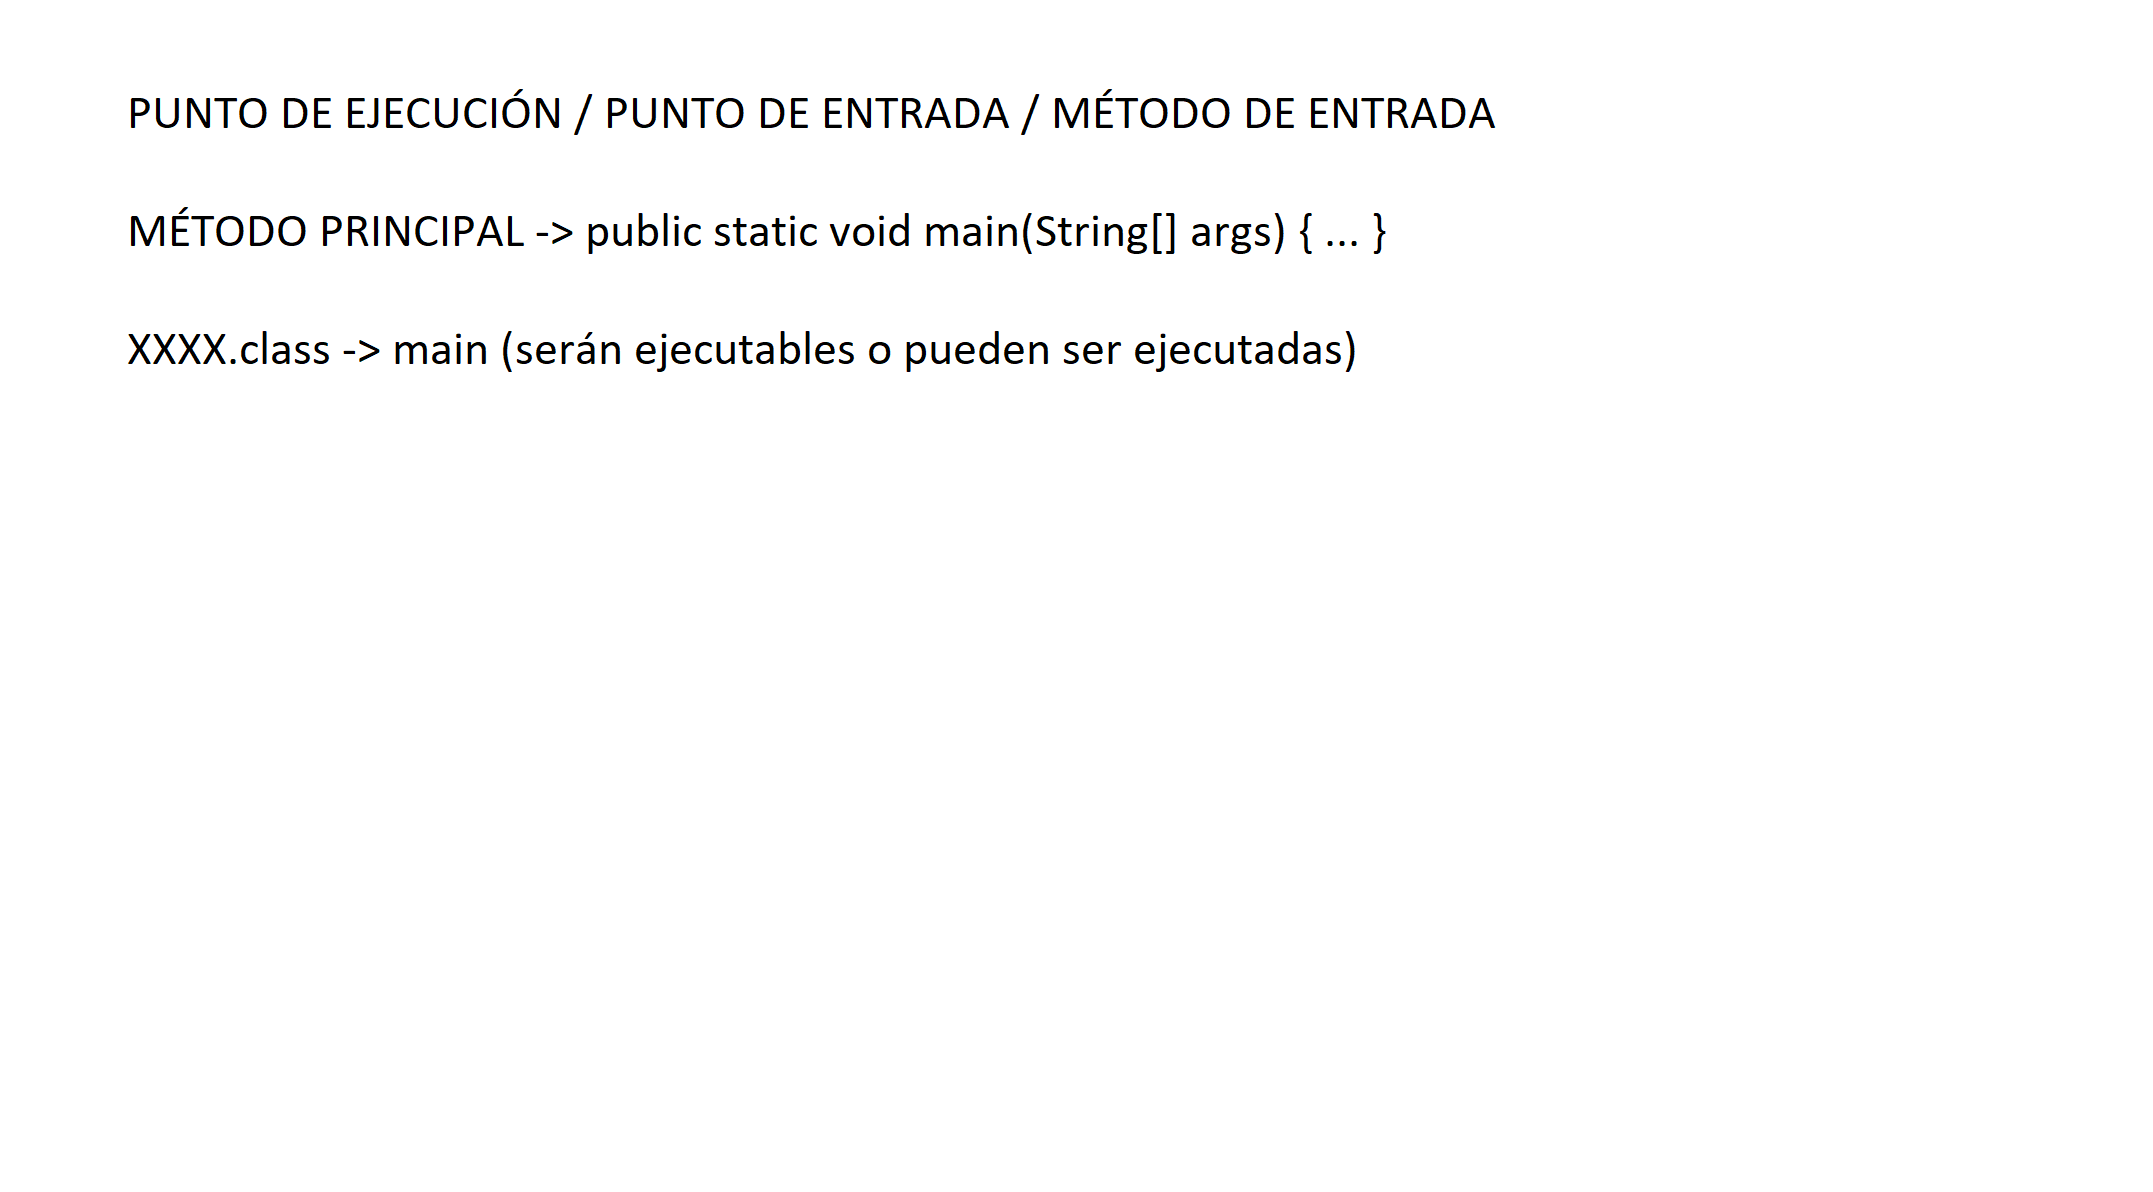 PUNTO DE EJECUCIÓN / PUNTO DE ENTRADA / MÉTODO DE ENTRADA
MÉTODO PRINCIPAL -> public static void main(String[] args) { ... }
XXXX.class -> main (serán ejecutables o pueden ser ejecutadas)